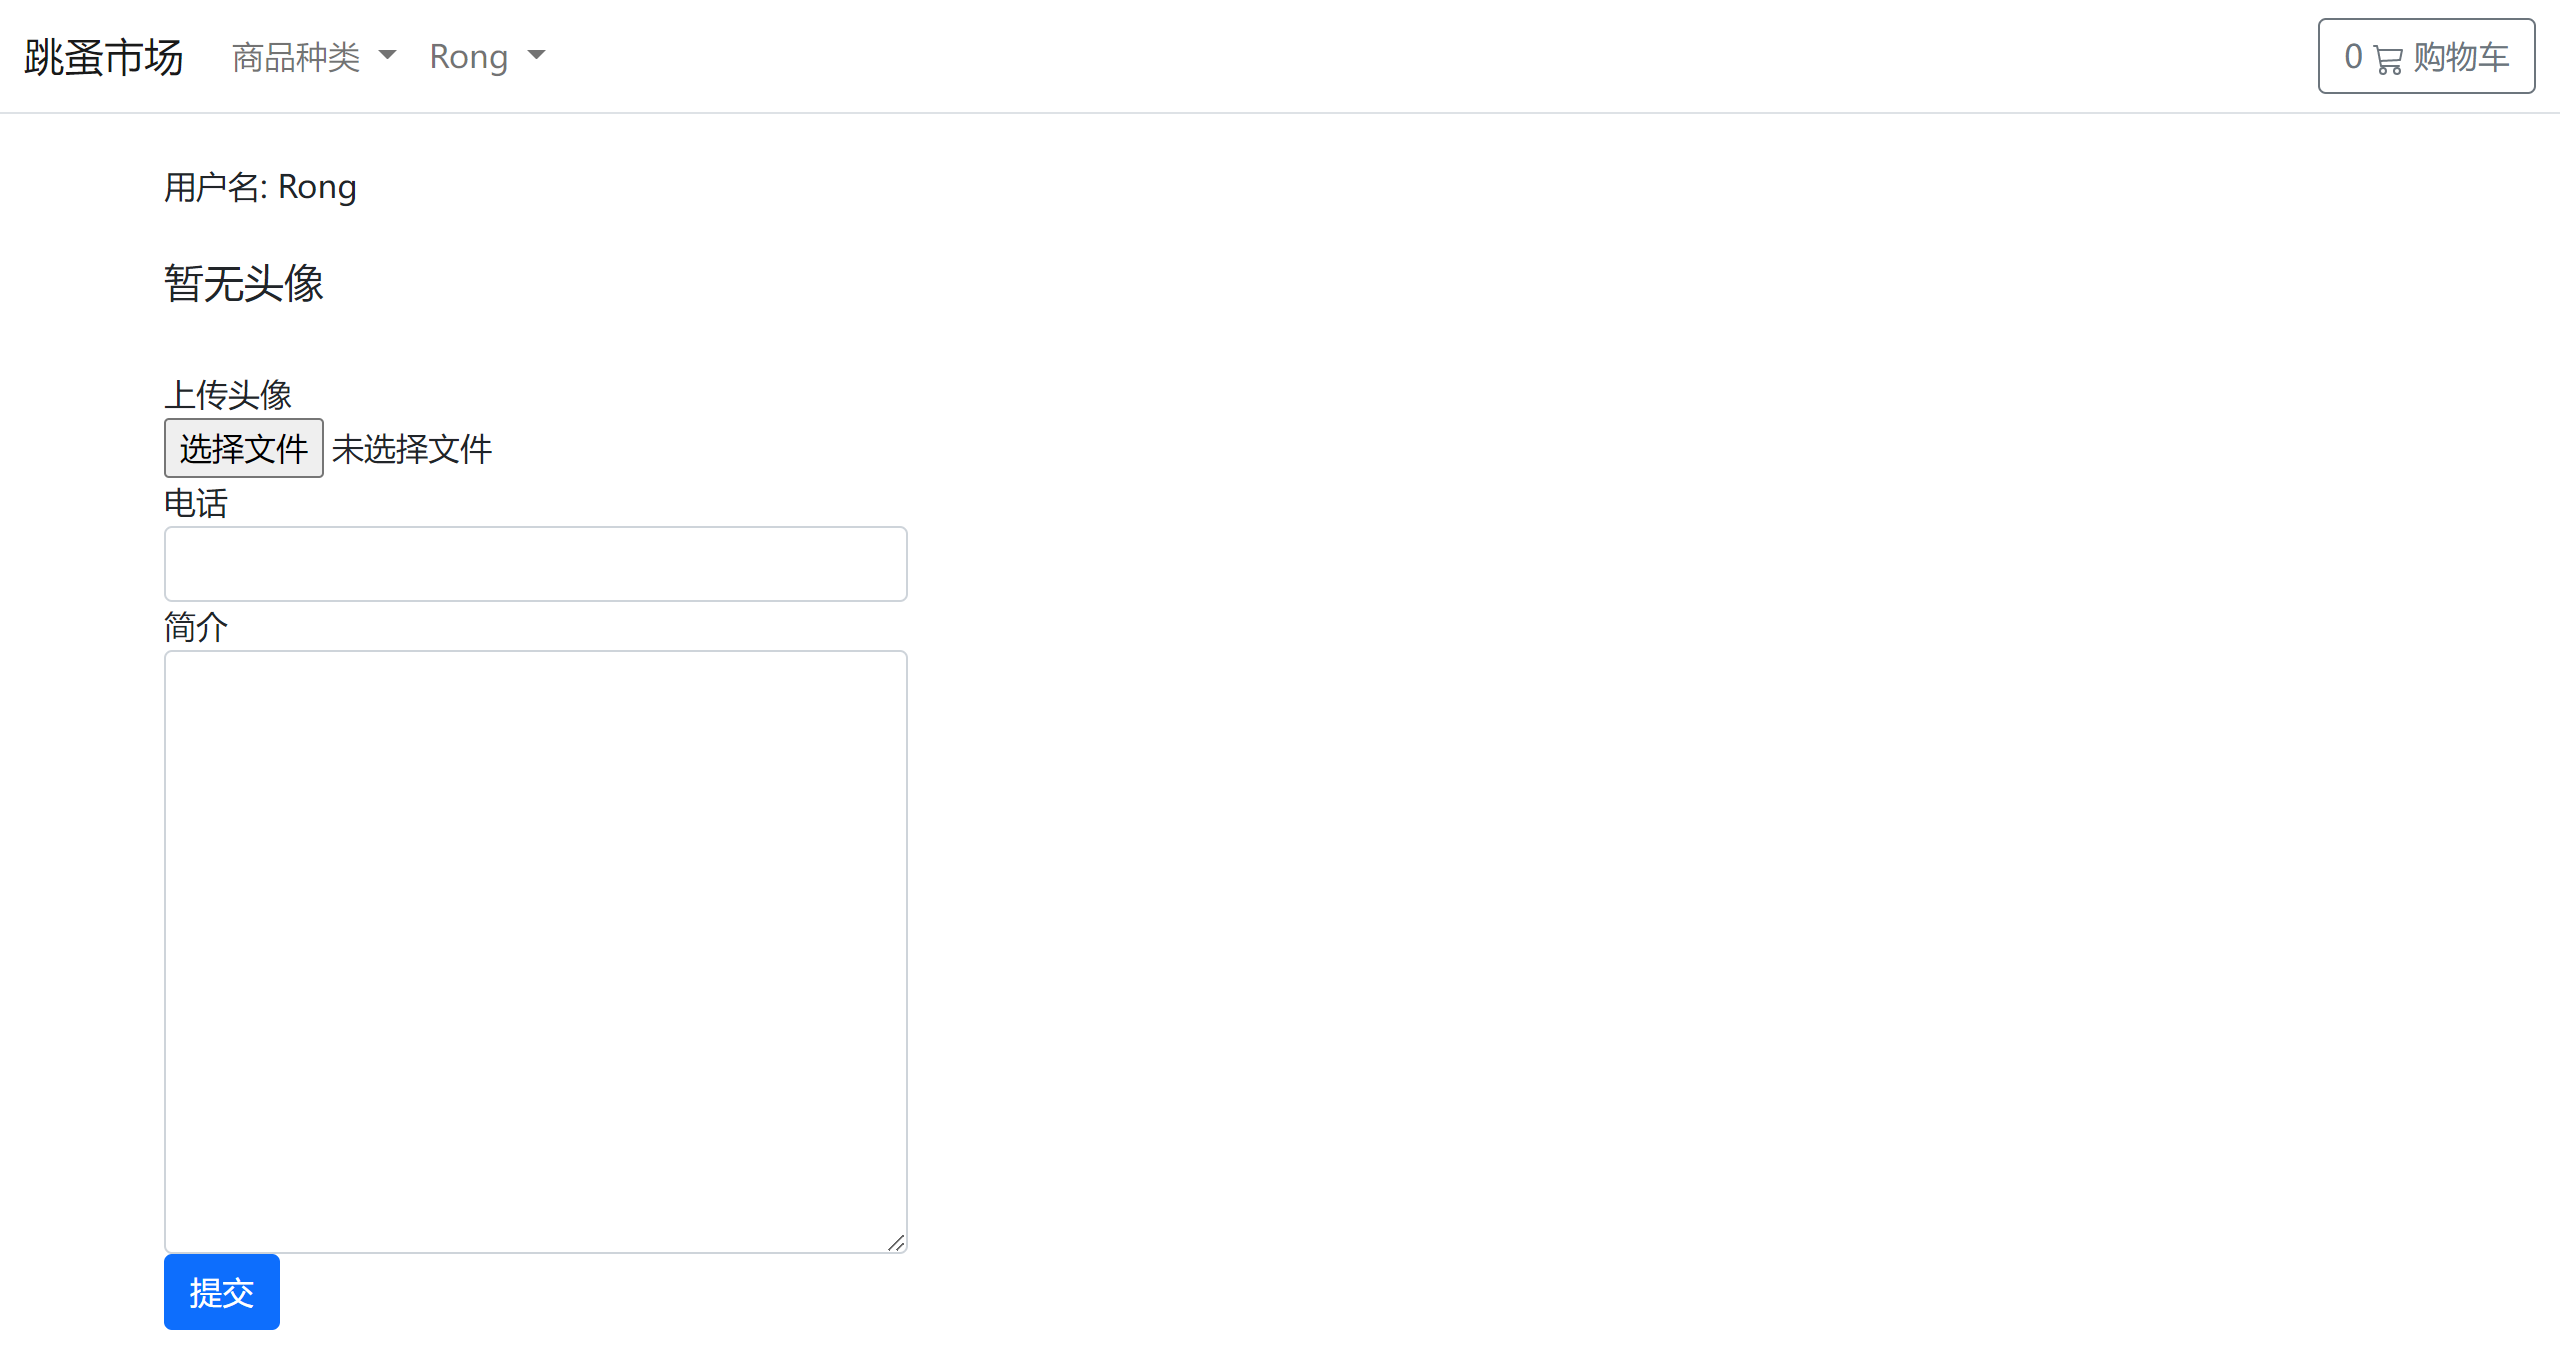 跳蚤市场 商品种类 Rong 0 购物车
用户名: Rong
暂无头像
上传头像
选择文件 未选择文件
电话
简介
提交